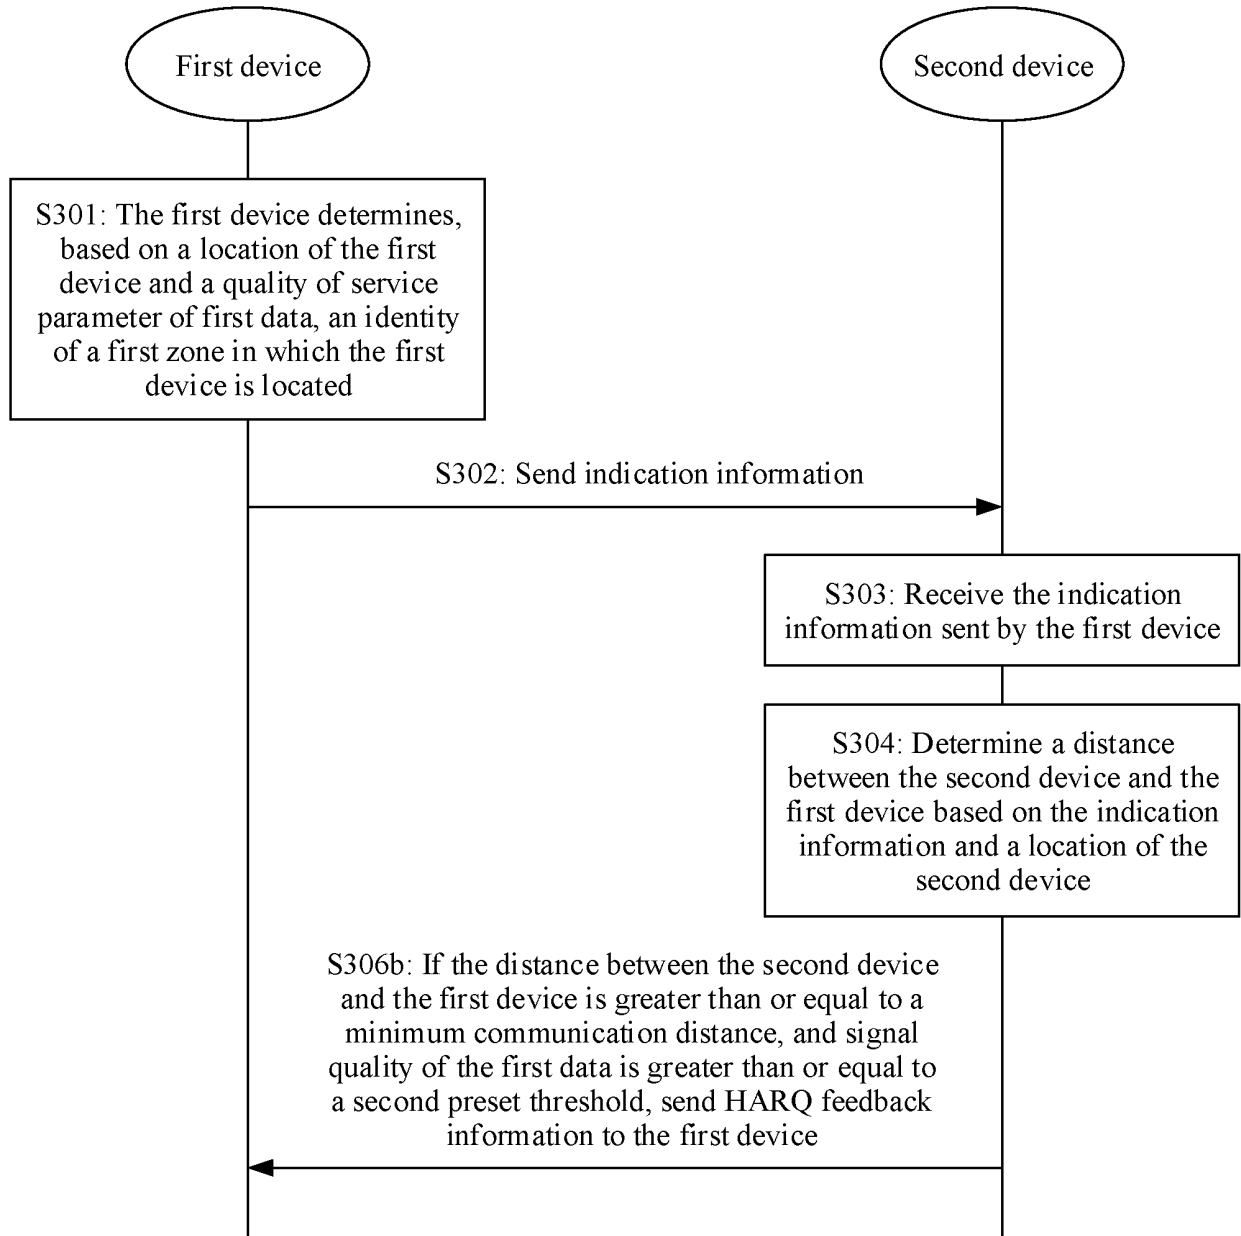 First device
Second device
S301: The first device determines,
based on a location of the first
device and a quality of service
parameter of first data, an identity
of a first zone in which the first
device is located
S302: Send indication information
S303: Receive the indication
information sent by the first device
S304: Determine a distance
between the second device and the
first device based on the indication
information and a location of the
second device
S306b: If the distance between the second device
and the first device is greater than or equal to a
minimum communication distance, and signal
quality of the first data is greater than or equal to
a second preset threshold, send HARQ feedback
information to the first device